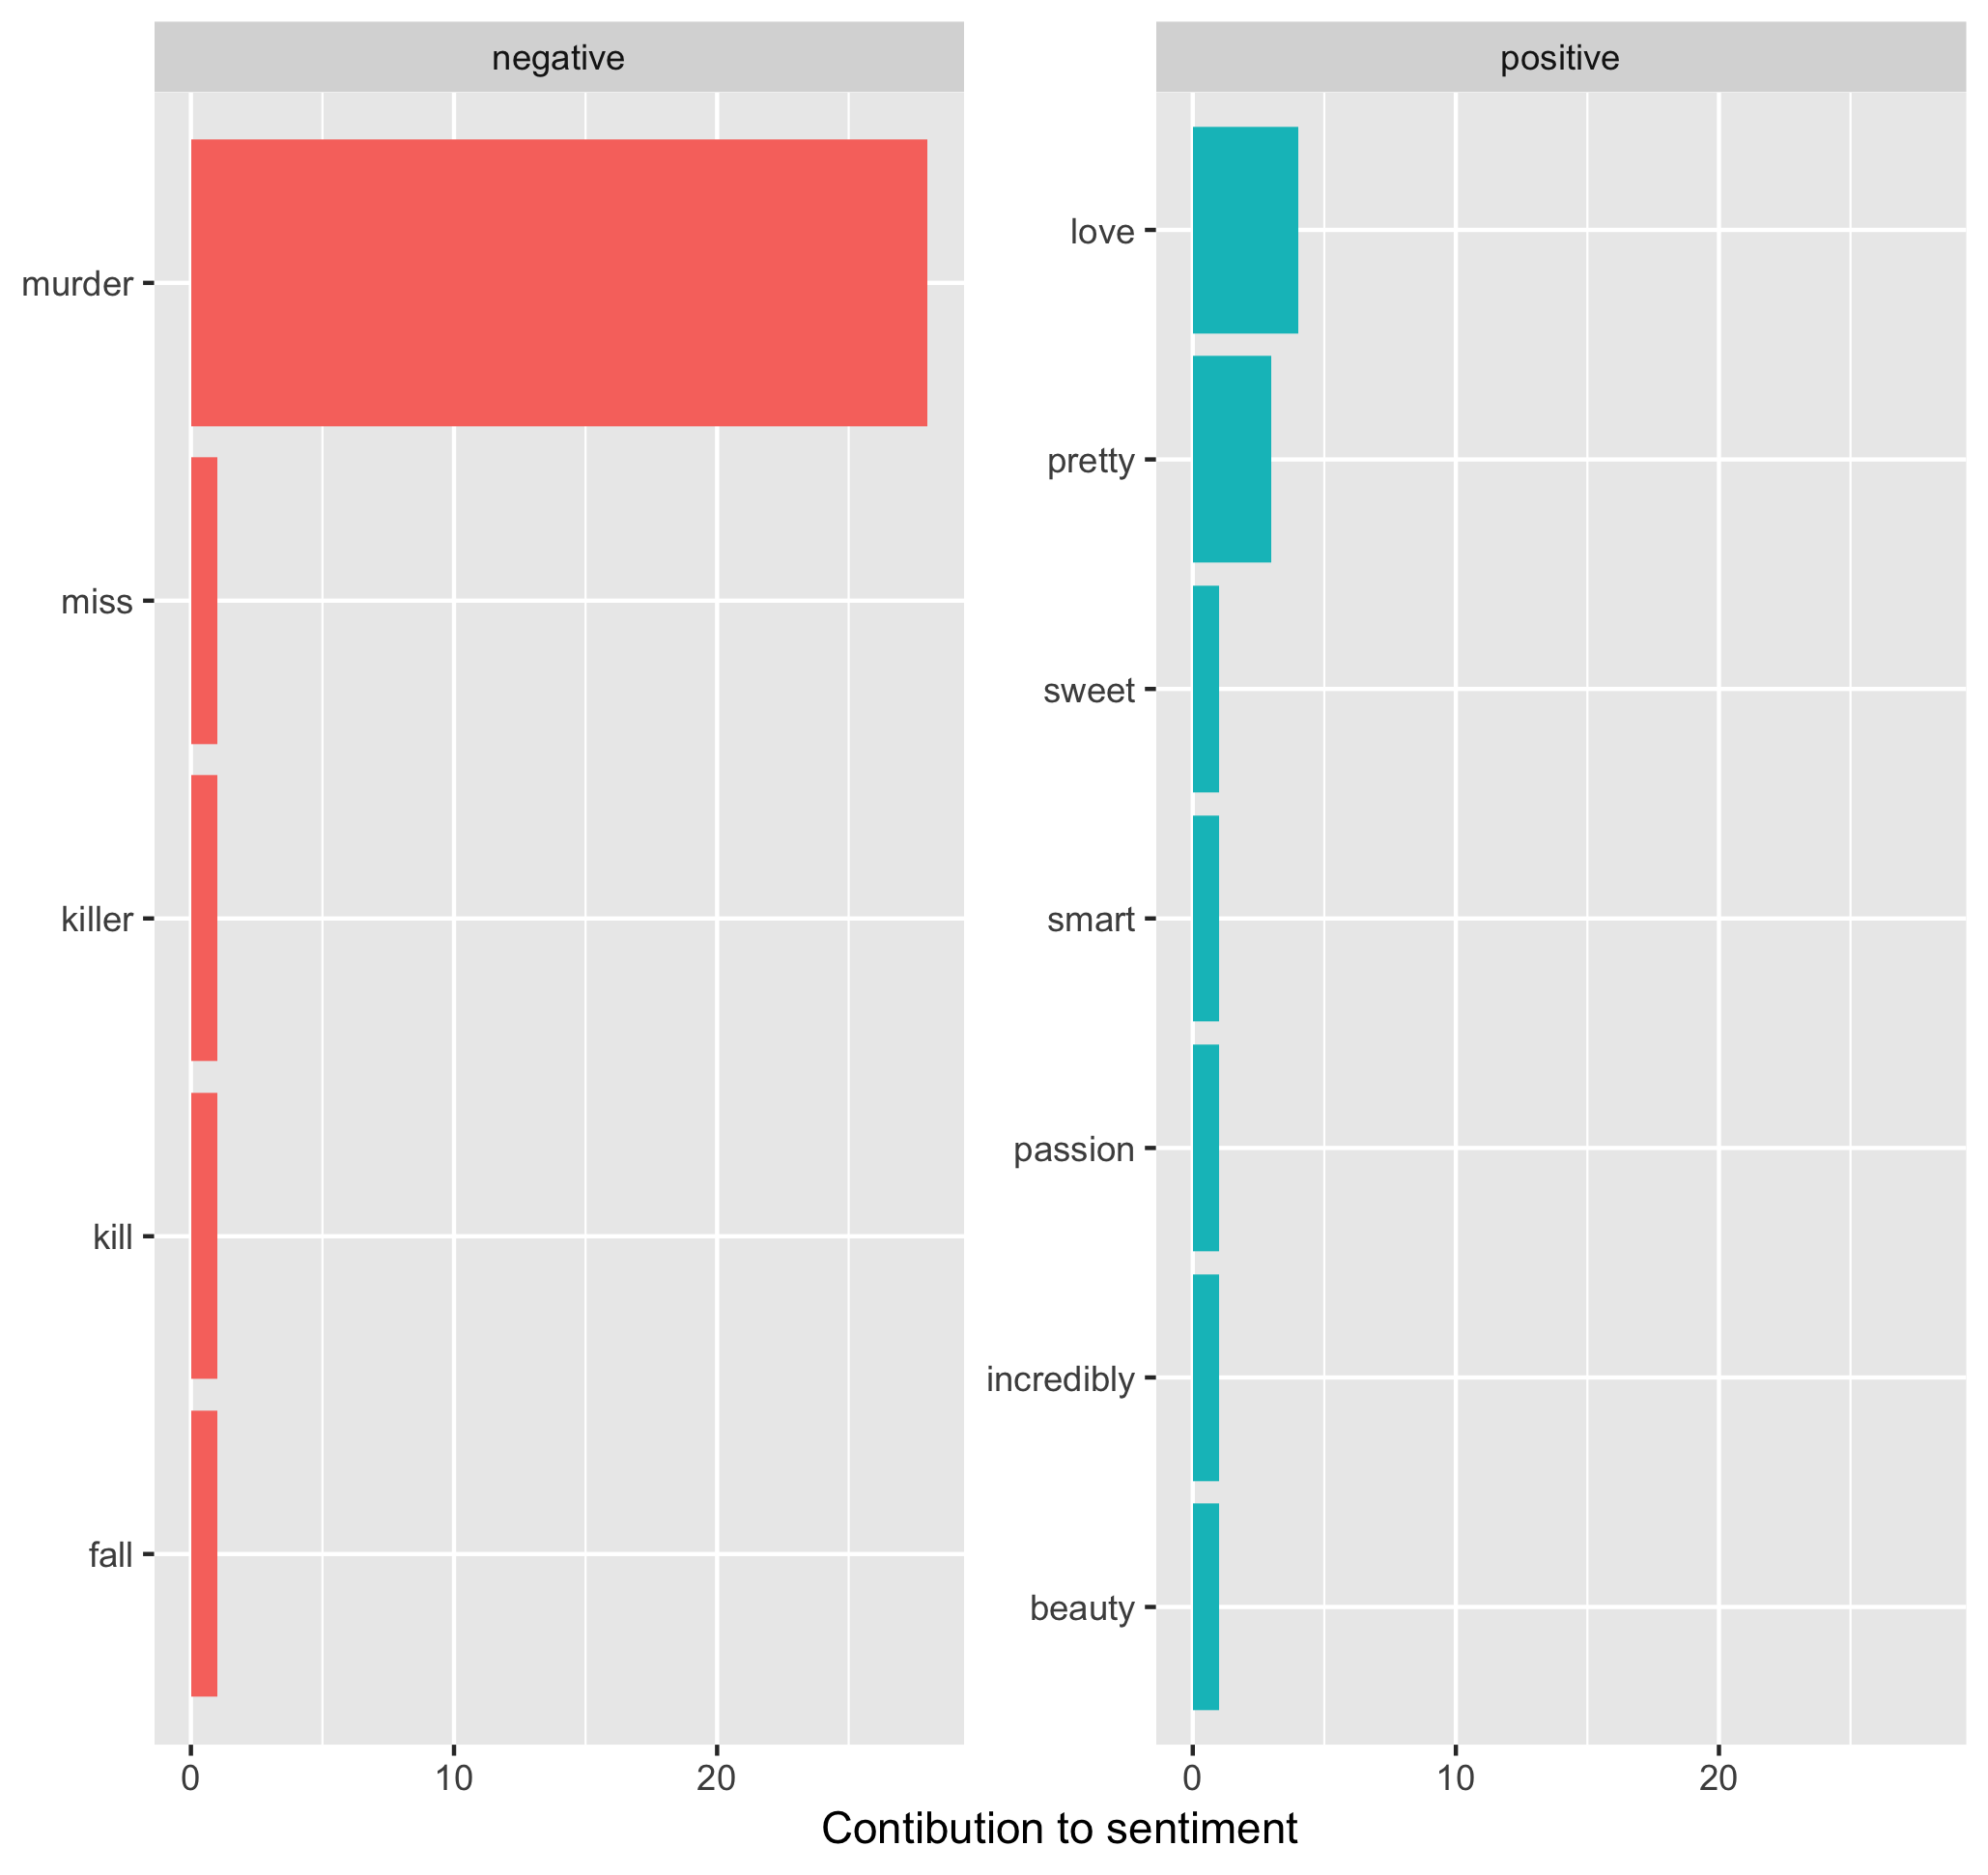 negative
murder
miss
killer
kill
fall
0 10 20
positive
love
pretty
sweet
smart
passion
incredibly
beauty
0 10 20
Contibution to sentiment